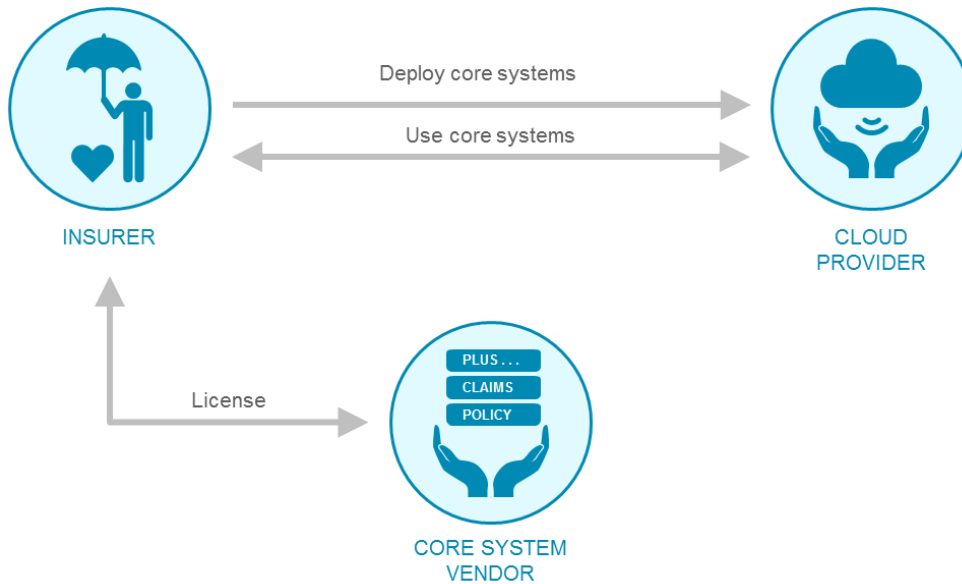 Deploy core systems
Use core systems
INSURER
CLOUD
PROVIDER
PLUS . . .
CLAIMS
POLICY
License
CORE SYSTEM
VENDOR